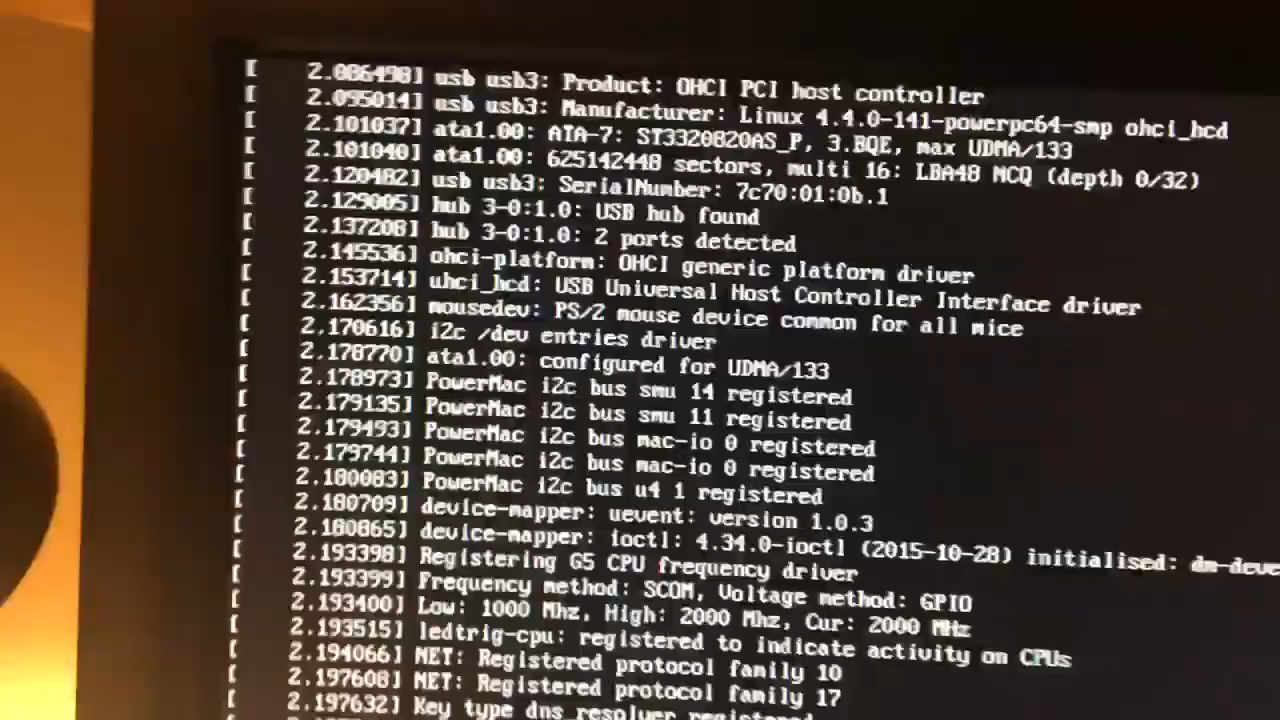 [    2.086498] usb usb3: Product: OHCI PCI host controller
[    2.095014] usb usb3: Manufacturer: Linux 4.4.0-141-powerpc64-smp ohci_hcd
[    2.101037] ata1.00: ATA-7: ST3320820AS_P, 3.BQE, max UDMA/133
[    2.101040] ata1.00: 625142448 sectors, multi 16: LBA48 NCQ (depth 0/32)
[    2.120482] usb usb3: SerialNumber: 7c70:01:0b.1
[    2.129005] hub 3-0:1.0: USB hub found
[    2.137208] hub 3-0:1.0: 2 ports detected
[    2.145536] ohci-platform: OHCI generic platform driver
[    2.153714] uhci_hcd: USB Universal Host Controller Interface driver
[    2.162356] mousedev: PS/2 mouse device common for all mice
[    2.170616] i2c /dev entries driver
[    2.178770] ata1.00: configured for UDMA/133
[    2.178973] PowerMac i2c bus smu 14 registered
[    2.179135] PowerMac i2c bus smu 11 registered
[    2.179493] PowerMac i2c bus mac-io 0 registered
[    2.179744] PowerMac i2c bus mac-io 0 registered
[    2.180083] PowerMac i2c bus u4 1 registered
[    2.180709] device-mapper: uevent: version 1.0.3
[    2.180865] device-mapper: ioctl: 4.34.0-ioctl (2015-10-28) initialised: dm-deve
[    2.193398] Registering G5 CPU frequency driver
[    2.193399] Frequency method: SCOM, Voltage method: GPIO
[    2.193400] Low: 1000 Mhz, High: 2000 Mhz, Cur: 2000 MHz
[    2.193515] ledtrig-cpu: registered to indicate activity on CPUs
[    2.194066] NET: Registered protocol family 10
[    2.197608] NET: Registered protocol family 17
[    2.197632] Key type dns_resolver registered